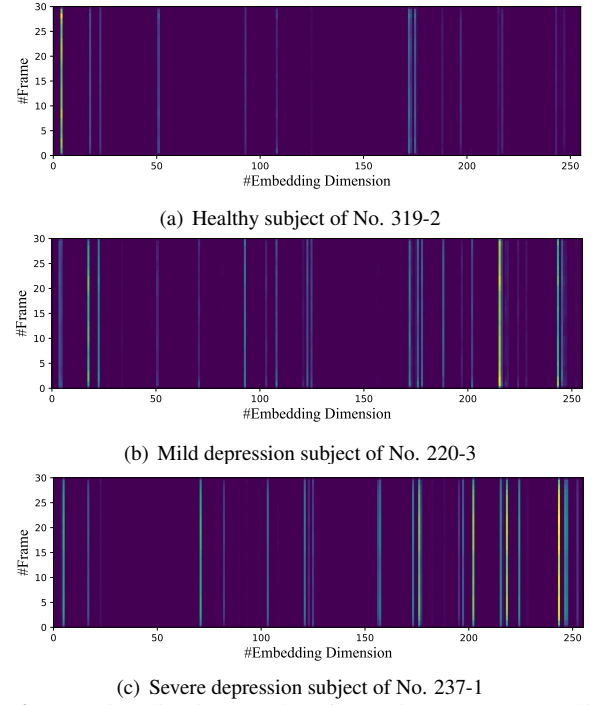 30
25
20
15
10
5
0
#Frame
0 50 100 150 200 250
#Embedding Dimension
(a) Healthy subject of No. 319-2
30
25
20
15
10
5
0
#Frame
0 50 100 150 200 250
#Embedding Dimension
(b) Mild depression subject of No. 220-3
30
25
20
15
10
5
0
#Frame
0 50 100 150 200 250
#Embedding Dimension
(c) Severe depression subject of No. 237-1